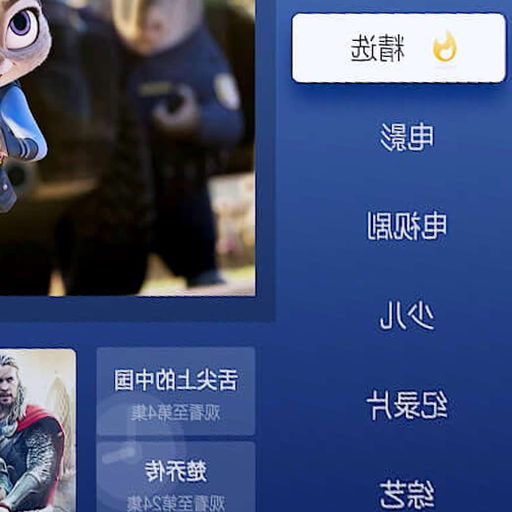 精选
电影
电视剧
少儿
纪录片
综艺
舌尖上的中国
观看至第4集
楚乔传
观看至第24集